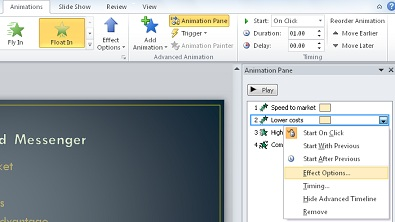 Animations Slide Show Review View
Fly In Float In Effect Options Add Animation Animation Pane Trigger Animation Painter Advanced Animation
Start: On Click
Duration: 01.00
Delay: 00.00
Timing
Reorder Animation
Move Earlier
Move Later
d Messenger
ket
s
advantage
Animation Pane
Play
1 Speed to market
2 Lower costs
3 High
4 Com
Start On Click
Start With Previous
Start After Previous
Effect Options...
Timing...
Hide Advanced Timeline
Remove